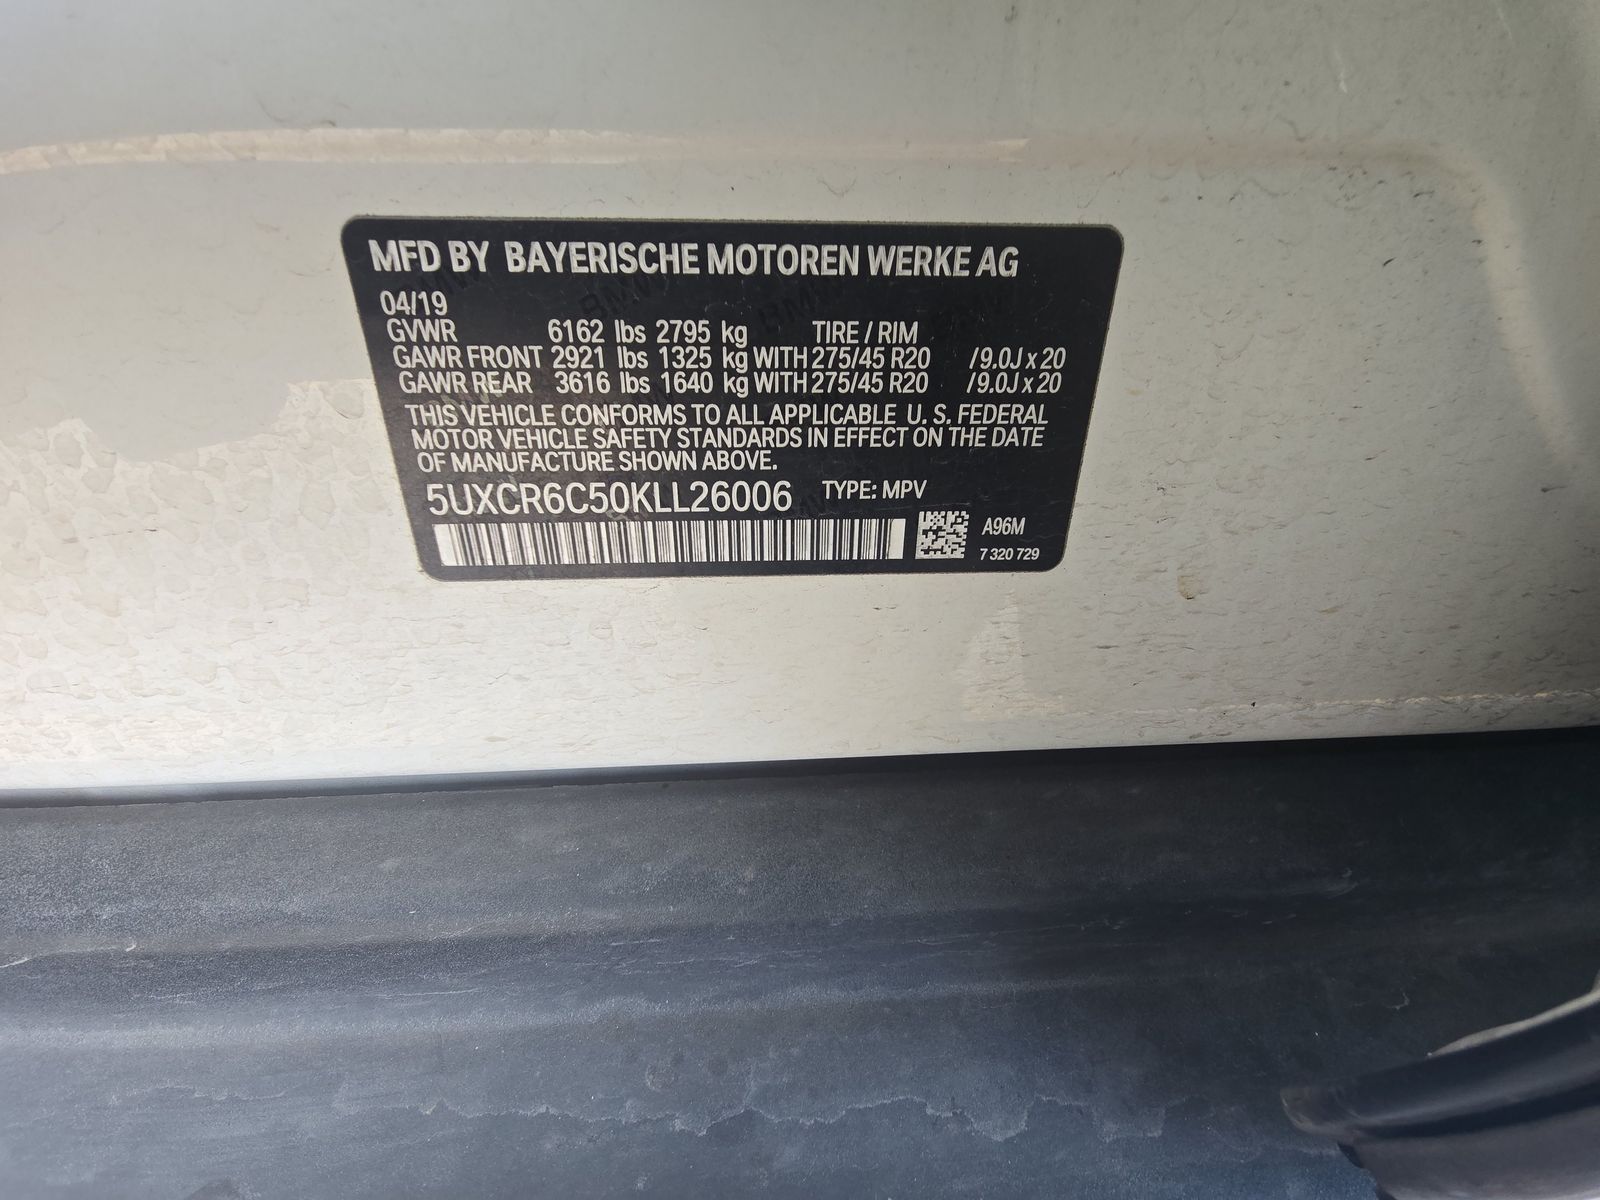 MFD BY BAYERISCHE MOTOREN WERKE AG
04/19
GVWR 6162 lbs 2795 kg TIRE / RIM
GAWR FRONT 2921 lbs 1325 kg WITH 275/45 R20 /9.0J x 20
GAWR REAR 3616 lbs 1640 kg WITH 275/45 R20 /9.0J x 20
THIS VEHICLE CONFORMS TO ALL APPLICABLE U. S. FEDERAL
MOTOR VEHICLE SAFETY STANDARDS IN EFFECT ON THE DATE
OF MANUFACTURE SHOWN ABOVE.
5UXCR6C50KLL26006 TYPE: MPV
A96M
7 320 729